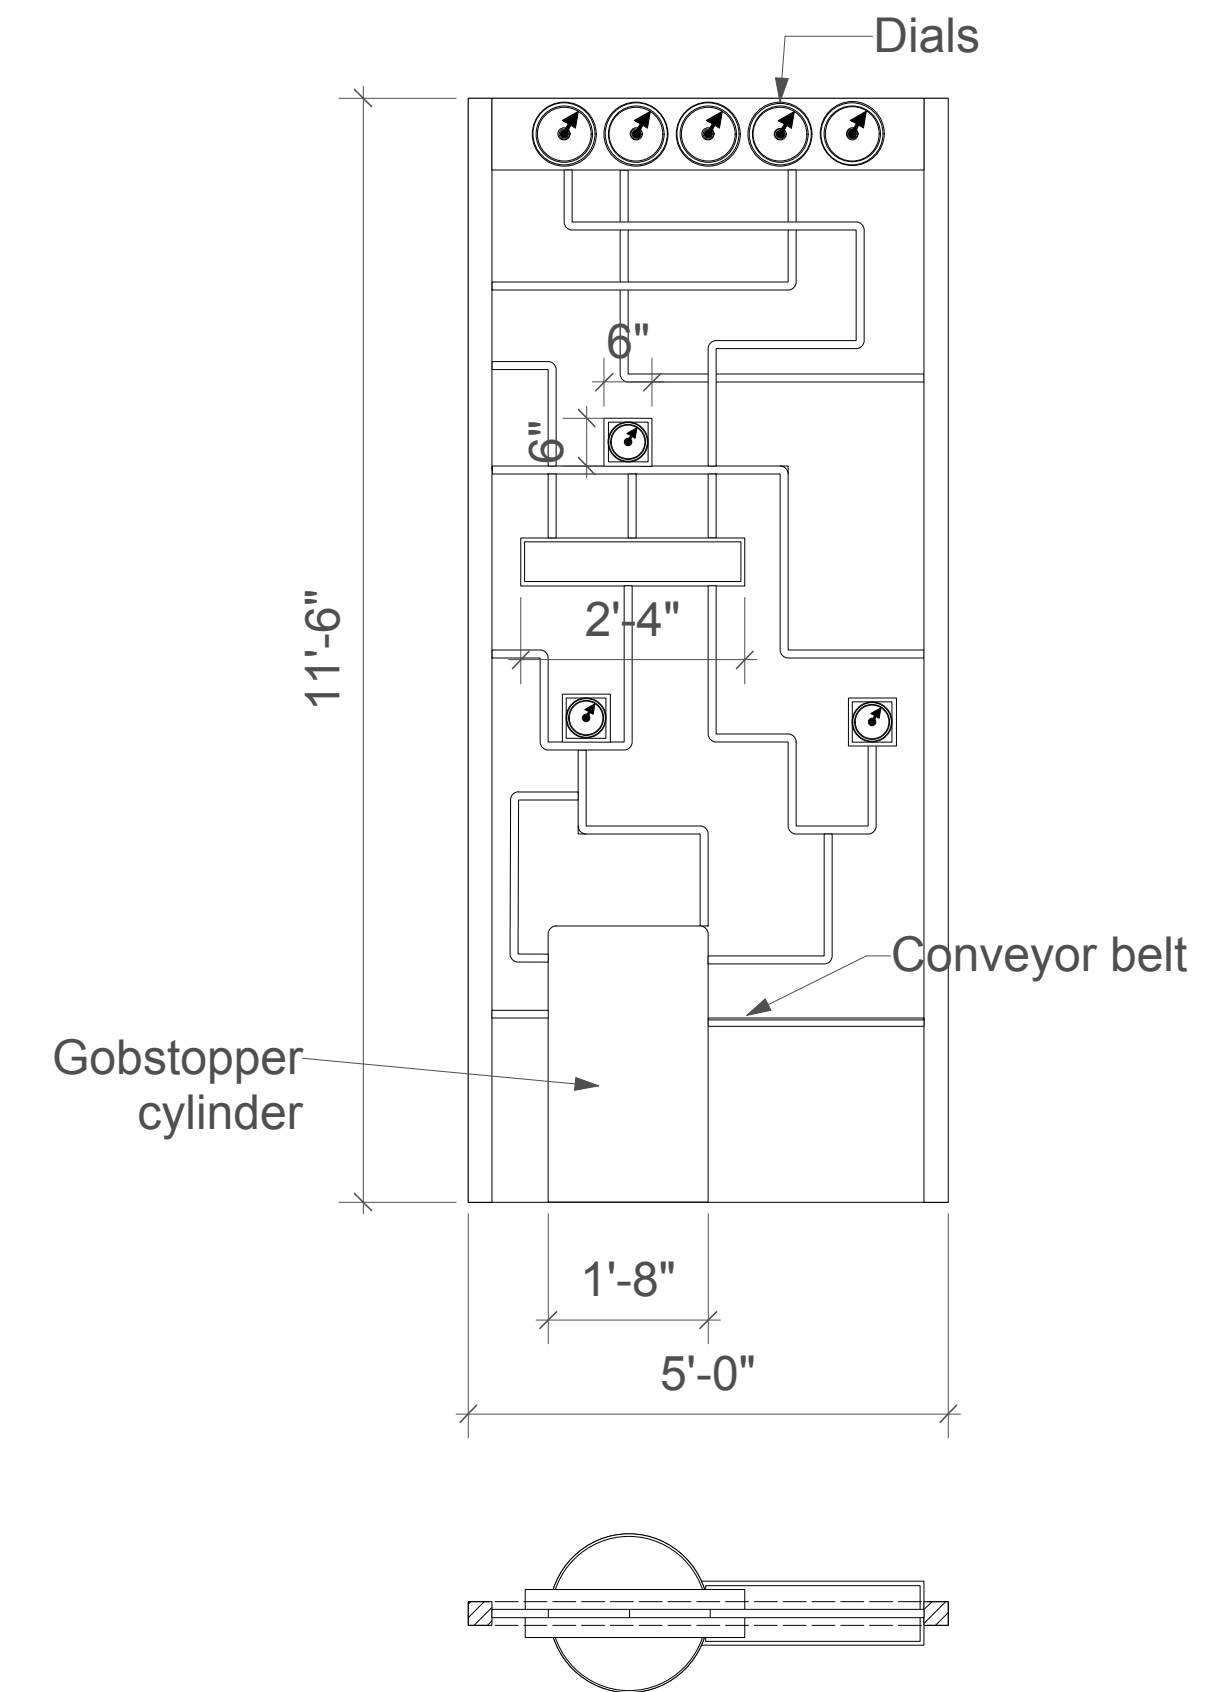 Dials
6"
6"
11'-6"
2'-4"
Conveyor belt
Gobstopper
cylinder
1'-8"
5'-0"